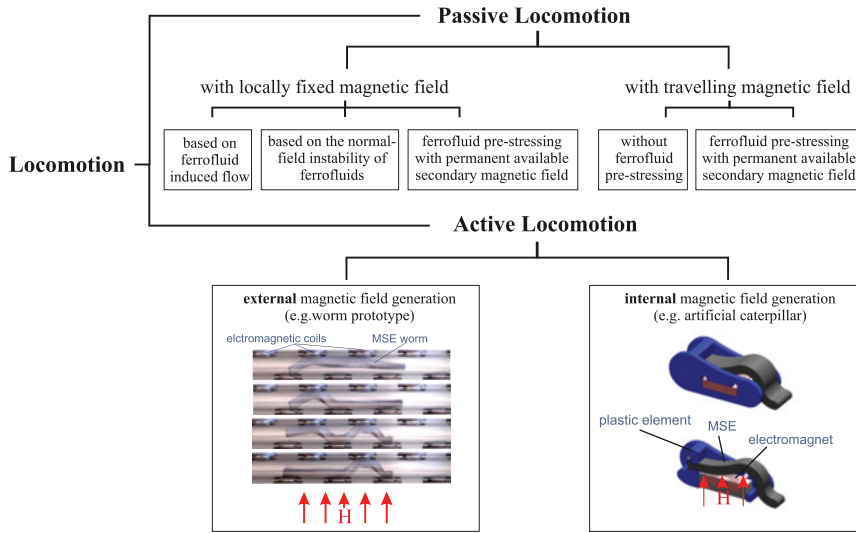 Passive Locomotion
with locally fixed magnetic field
with travelling magnetic field
based on
ferrofluid
induced flow
based on the normal-
field instability of
ferrofluids
ferrofluid pre-stressing
with permanent available
secondary magnetic field
without
ferrofluid
pre-stressing
ferrofluid pre-stressing
with permanent available
secondary magnetic field
Locomotion
Active Locomotion
external magnetic field generation
(e.g.worm prototype)
elctromagnetic coils
MSE worm
H
internal magnetic field generation
(e.g. artificial caterpillar)
plastic element
MSE
electromagnet
H